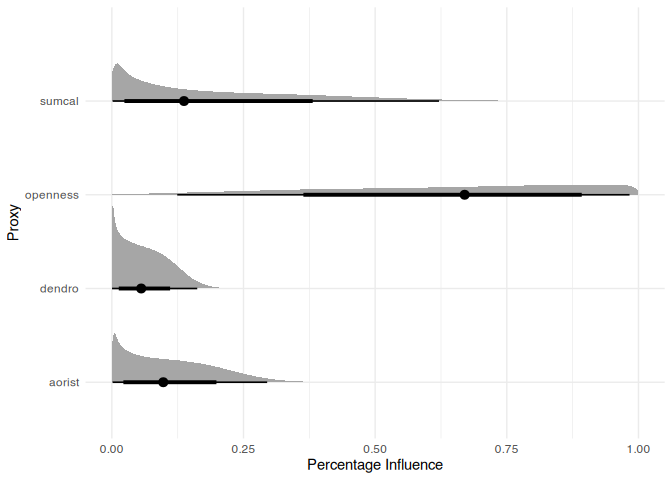 sumcal
openness
dendro
aorist
Proxy
0.00 0.25 0.50 0.75 1.00
Percentage Influence